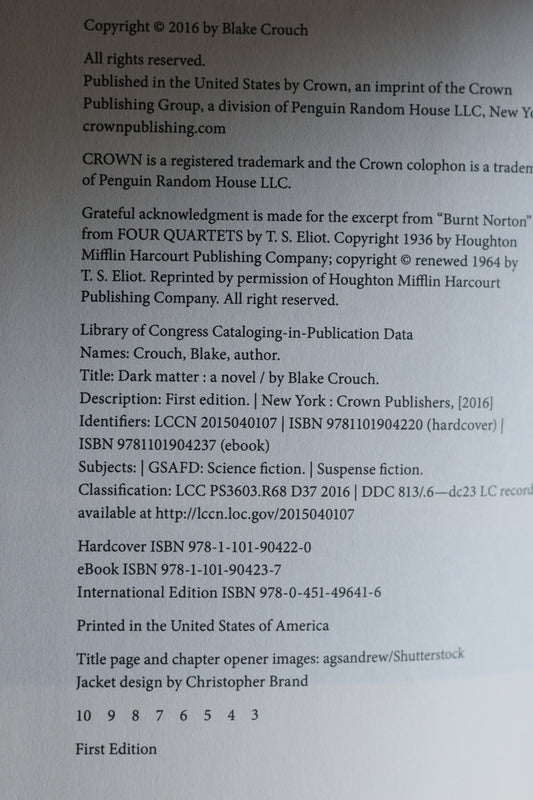 Copyright © 2016 by Blake Crouch
All rights reserved.
Published in the United States by Crown, an imprint of the Crown
Publishing Group, a division of Penguin Random House LLC, New
crownpublishing.com
CROWN is a registered trademark and the Crown colophon is a
of Penguin Random House LLC.
Grateful acknowledgment is made for the excerpt from “Burnt Norton”
from FOUR QUARTETS by T. S. Eliot. Copyright 1936 by Houghton
Mifflin Harcourt Publishing Company; copyright © renewed 1964 by
T. S. Eliot. Reprinted by permission of Houghton Mifflin Harcourt
Publishing Company. All right reserved.
Library of Congress Cataloging-in-Publication Data
Names: Crouch, Blake, author.
Title: Dark matter : a novel / by Blake Crouch.
Description: First edition. | New York : Crown Publishers, [2016]
Identifiers: LCCN 2015040107 | ISBN 9781101904220 (hardcover) |
ISBN 9781101904237 (ebook)
Subjects: | GSAFD: Science fiction. | Suspense fiction.
Classification: LCC PS3603.R68 D37 2016 | DDC 813/.6—dc23 LC record
available at http://lccn.loc.gov/2015040107
Hardcover ISBN 978-1-101-90422-0
eBook ISBN 978-1-101-90423-7
International Edition ISBN 978-0-451-49641-6
Printed in the United States of America
Title page and chapter opener images: agsandrew/Shutterstock
Jacket design by Christopher Brand
10 9 8 7 6 5 4 3
First Edition